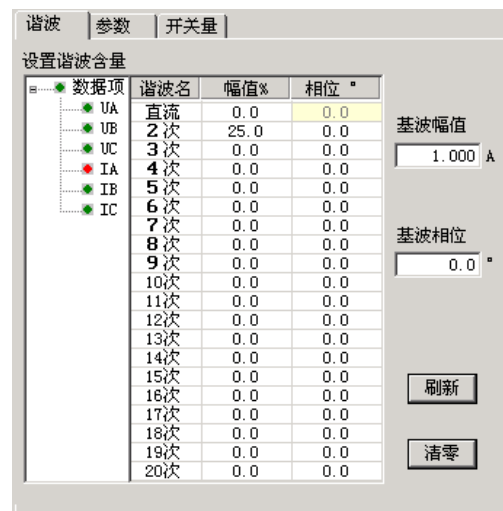 谐波 参数 开关量
设置谐波含量
数据项
UA
UB
UC
IA
IB
IC
谐波名 幅值% 相位 °
直流 0.0 0.0
2次 25.0 0.0
3次 0.0 0.0
4次 0.0 0.0
5次 0.0 0.0
6次 0.0 0.0
7次 0.0 0.0
8次 0.0 0.0
9次 0.0 0.0
10次 0.0 0.0
11次 0.0 0.0
12次 0.0 0.0
13次 0.0 0.0
14次 0.0 0.0
15次 0.0 0.0
16次 0.0 0.0
17次 0.0 0.0
18次 0.0 0.0
19次 0.0 0.0
20次 0.0 0.0
基波幅值
1.000 A
基波相位
0.0 °
刷新
清零